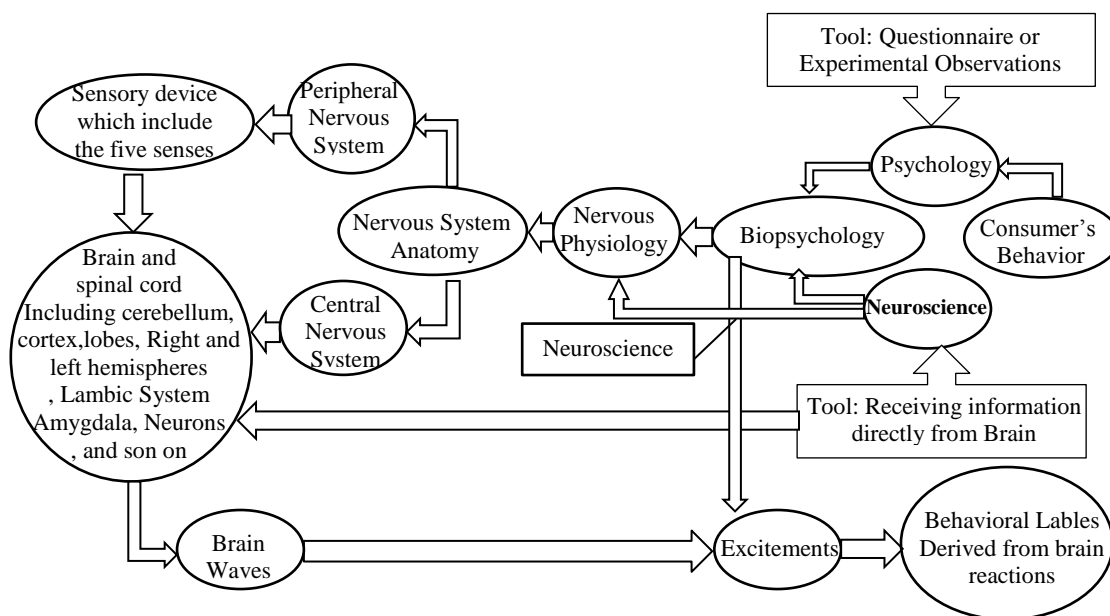 Tool: Questionnaire or
Experimental Observations
Sensory device
which include
the five senses
Peripheral
Nervous
System
Psychology
Nervous System
Anatomy
Nervous
Physiology
Biopsychology
Consumer's
Behavior
Brain and
spinal cord
Including cerebellum,
cortex,lobes, Right and
left hemispheres
, Lambic System
Amygdala, Neurons
, and son on
Central
Nervous
System
Neuroscience
Neuroscience
Tool: Receiving information
directly from Brain
Brain
Waves
Excitements
Behavioral Lables
Derived from brain
reactions